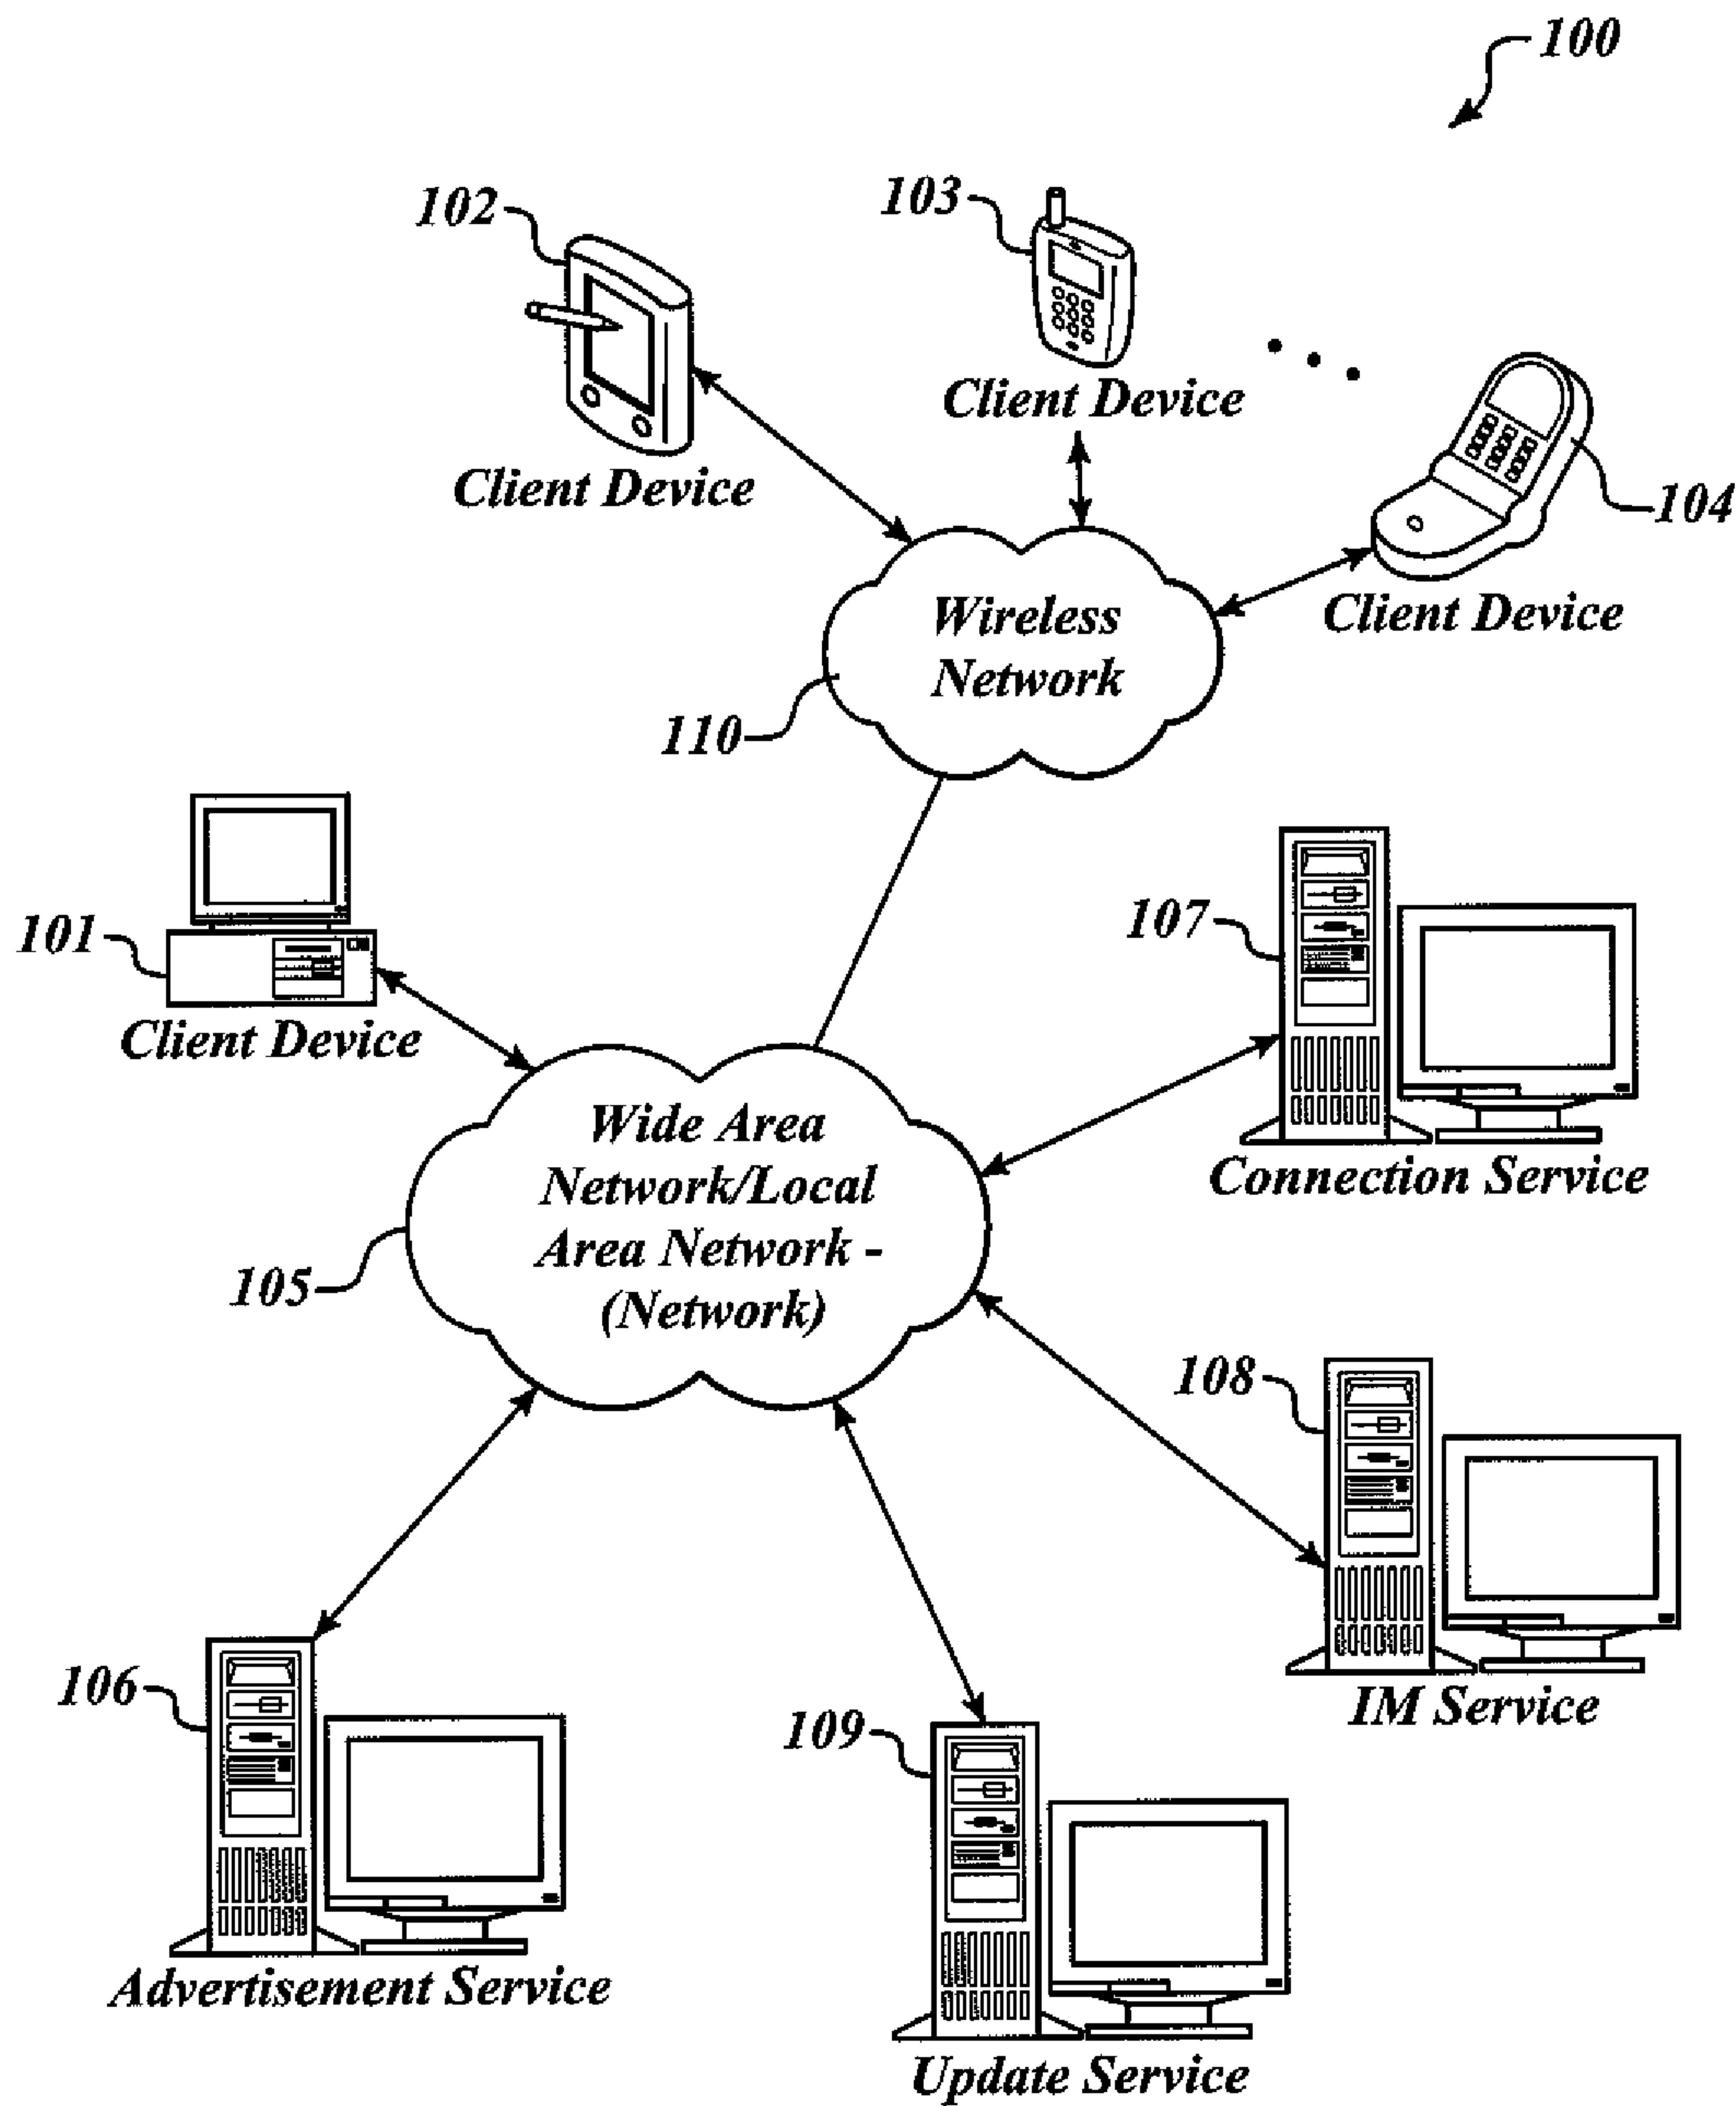 100
102
103
Client Device
Client Device
104
Client Device
Wireless
Network
110
101
Client Device
107
Connection Service
Wide Area
Network/Local
Area Network -
(Network)
105
108
IM Service
106
Advertisement Service
109
Update Service